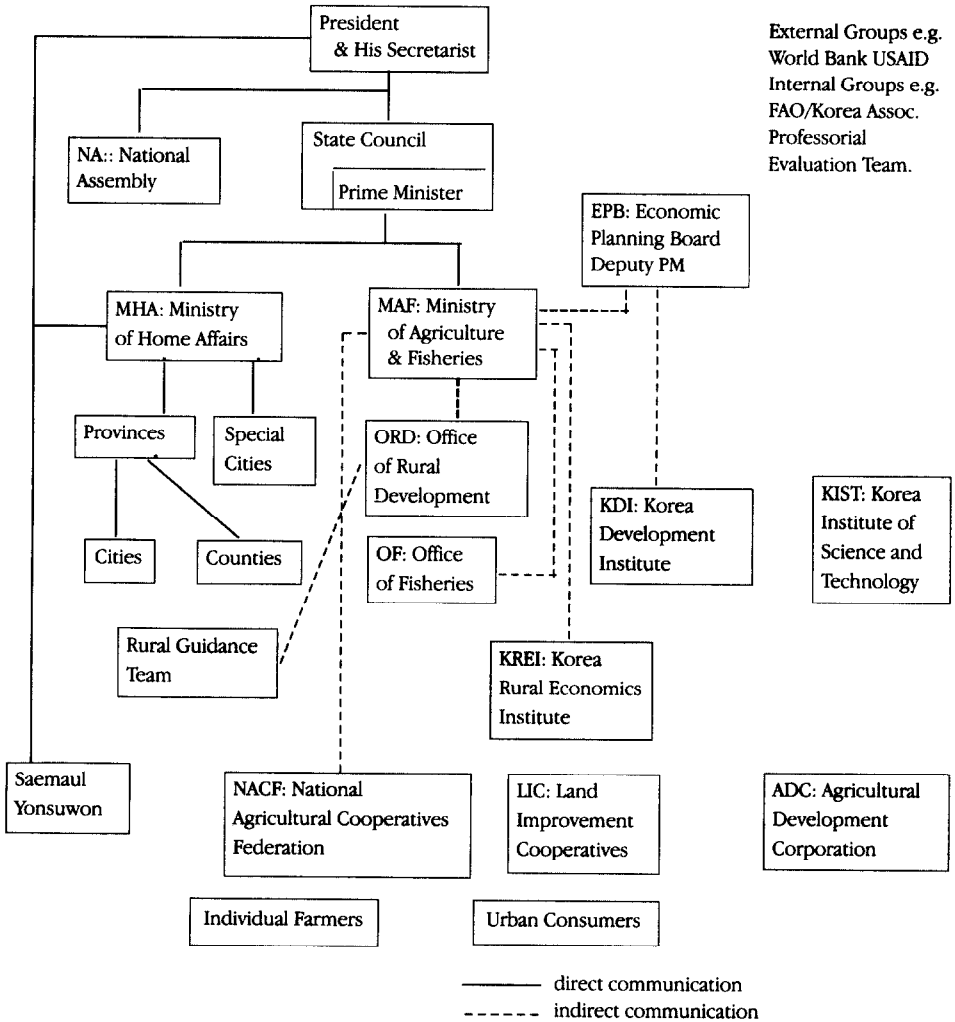 President
& His Secretarist
External Groups e.g.
World Bank USAID
Internal Groups e.g.
FAO/Korea Assoc.
Professorial
Evaluation Team.
NA:: National
Assembly
State Council
Prime Minister
EPB: Economic
Planning Board
Deputy PM
MHA: Ministry
of Home Affairs
MAF: Ministry
of Agriculture
& Fisheries
Provinces
Special
Cities
ORD: Office
of Rural
Development
KDI: Korea
Development
Institute
KIST: Korea
Institute of
Science and
Technology
Cities
Counties
OF: Office
of Fisheries
Rural Guidance
Team
KREI: Korea
Rural Economics
Institute
Saemaul
Yonsuwon
NACF: National
Agricultural Cooperatives
Federation
LIC: Land
Improvement
Cooperatives
ADC: Agricultural
Development
Corporation
Individual Farmers
Urban Consumers
direct communication
indirect communication